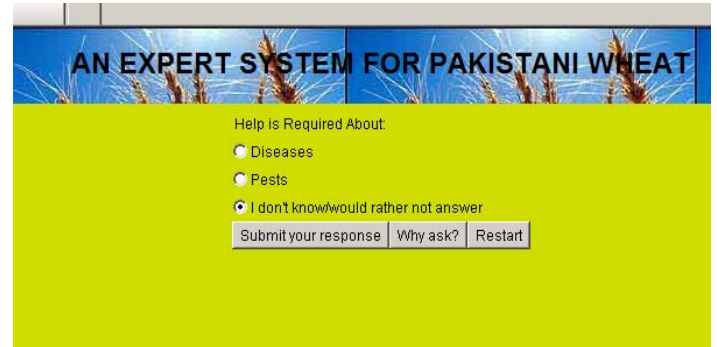 AN EXPERT SYSTEM FOR PAKISTANI WHEAT
Help is Required About:
Diseases
Pests
I don't know/would rather not answer
Submit your response Why ask? Restart